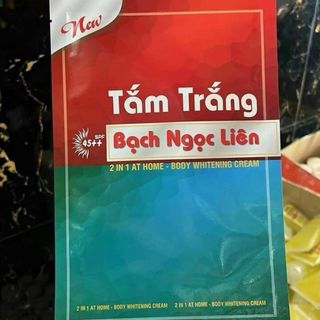 New
Tắm Trắng
SPF
45++
Bạch Ngọc Liên
2 IN 1 AT HOME - BODY WHITENING CREAM
2 IN 1 AT HOME - BODY WHITENING CREAM 2 IN 1 AT HOME - BODY WHITENING CREAM